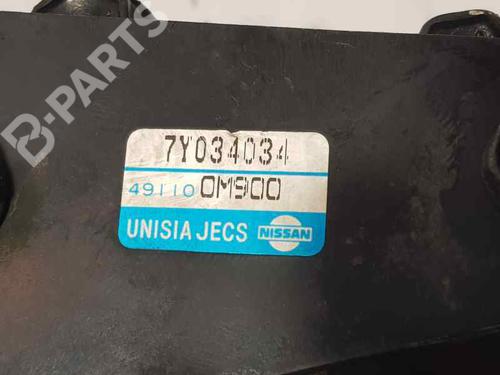 B-PARTS
7Y034034
49110 0M900
UNISIA JECS NISSAN